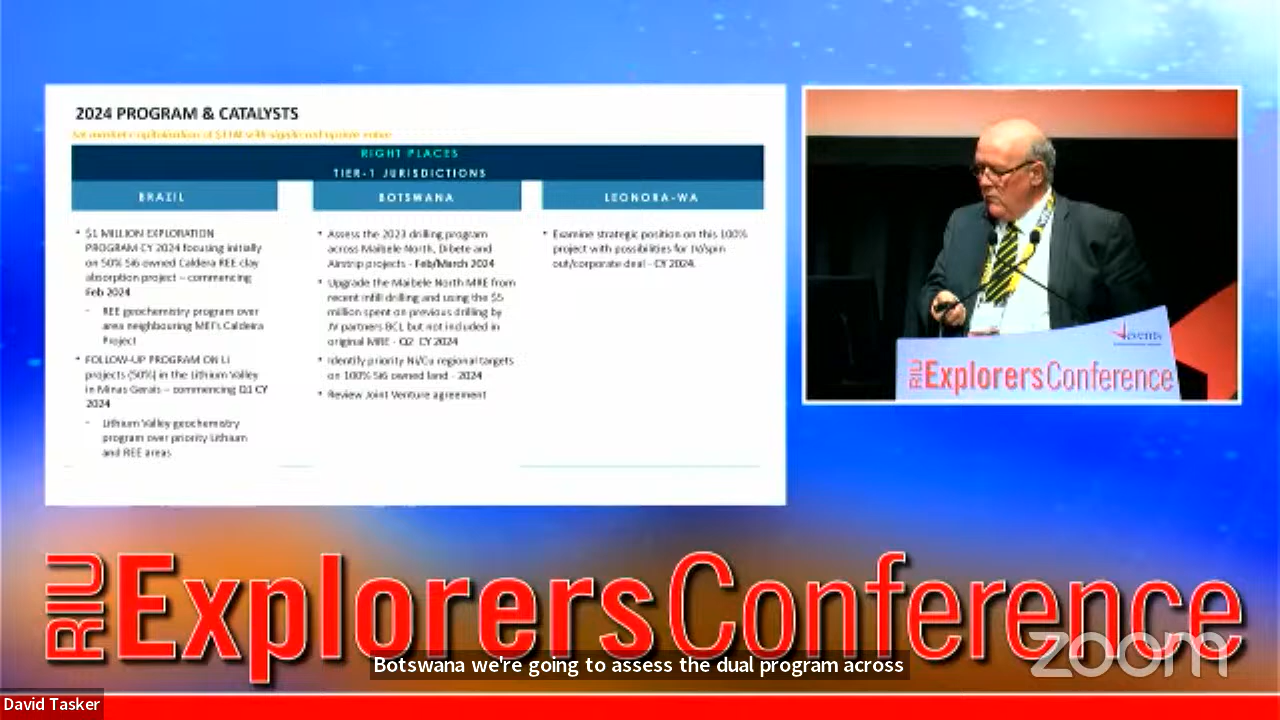 2024 PROGRAM & CATALYSTS
RIGHT PLACES
TIER-1 JURISDICTIONS
BRAZIL
BOTSWANA
LEONORA-WA
• $1 MILLION EXPLORATION
PROGRAM CY 2024 focusing initially
on 50% Si6 owned Caldera REE clay
absorption project – commencing
Feb 2024
- REE geochemistry program over
area neighbouring MEI's Caldeira
Project
• FOLLOW-UP PROGRAM ON Li
projects (50%) in the Lithium Valley
in Minas Gerais – commencing Q1 CY
2024
- Lithium Valley geochemistry
program over priority Lithium
and REE areas
• Assess the 2023 drilling program
across Maibele North, Dibete and
Airstrip projects - Feb/March 2024
• Upgrade the Maibele North MRE from
recent infill drilling and using the $5
million spent on previous drilling by
JV partners BCL but not included in
original MRE - Q2 CY 2024
• Identify priority Ni/Cu regional targets
on 100% Si6 owned land - 2024
• Review Joint Venture agreement
• Examine strategic position on this 100%
project with possibilities for JV/spin
out/corporate deal - CY 2024.
events
RIU ExplorersConference
RIU ExplorersConference
zoom
Botswana we're going to assess the dual program across
David Tasker